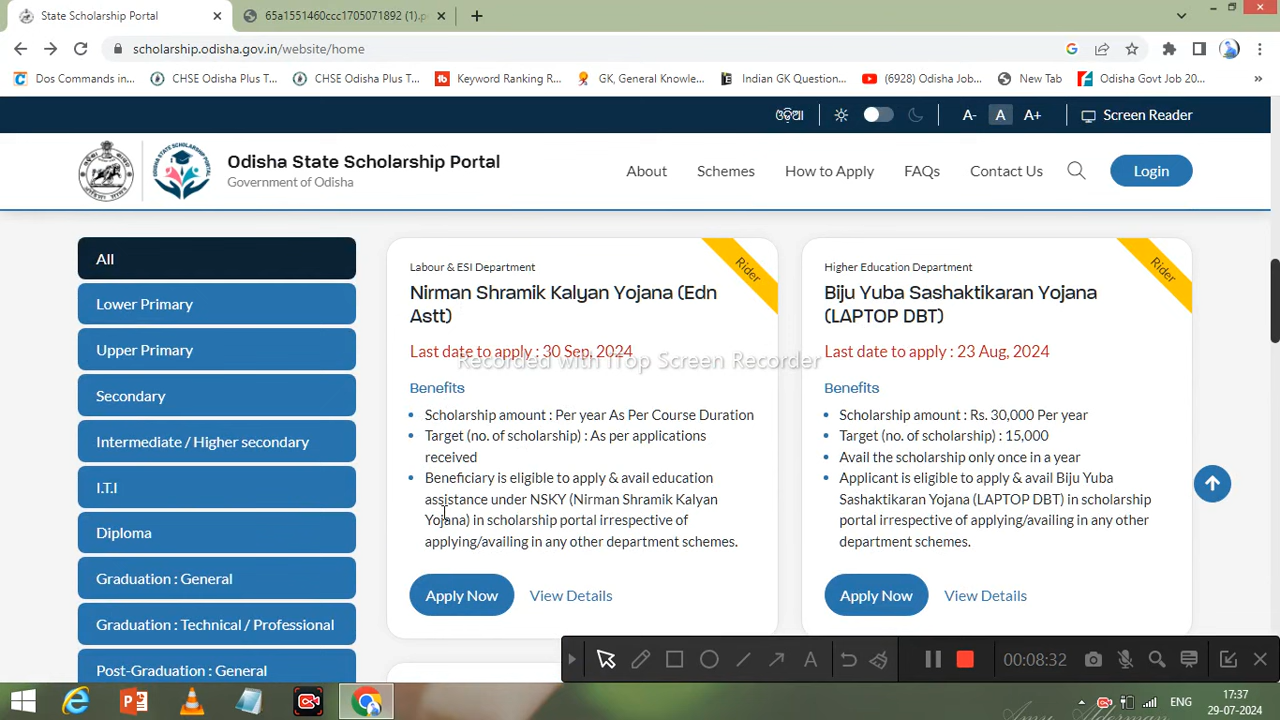 State Scholarship Portal
65a1551460ccc1705071892 (1).p
scholarship.odisha.gov.in/website/home
Dos Commands in...
CHSE Odisha Plus T...
CHSE Odisha Plus T...
Keyword Ranking R...
GK, General Knowle...
Indian GK Question...
(6928) Odisha Job...
New Tab
Odisha Govt Job 20...
»
ଓଡ଼ିଆ
A-
A
A+
Screen Reader
Odisha State Scholarship Portal
Government of Odisha
About
Schemes
How to Apply
FAQs
Contact Us
Login
All
Lower Primary
Upper Primary
Secondary
Intermediate / Higher secondary
I.T.I
Diploma
Graduation : General
Graduation : Technical / Professional
Post-Graduation : General
Labour & ESI Department
Rider
Nirman Shramik Kalyan Yojana (Edn
Astt)
Last date to apply : 30 Sep, 2024
Benefits
• Scholarship amount : Per year As Per Course Duration
• Target (no. of scholarship) : As per applications
received
• Beneficiary is eligible to apply & avail education
assistance under NSKY (Nirman Shramik Kalyan
Yojana) in scholarship portal irrespective of
applying/availing in any other department schemes.
Apply Now
View Details
Higher Education Department
Rider
Biju Yuba Sashaktikaran Yojana
(LAPTOP DBT)
Last date to apply : 23 Aug, 2024
Benefits
• Scholarship amount : Rs. 30,000 Per year
• Target (no. of scholarship) : 15,000
• Avail the scholarship only once in a year
• Applicant is eligible to apply & avail Biju Yuba
Sashaktikaran Yojana (LAPTOP DBT) in scholarship
portal irrespective of applying/availing in any other
department schemes.
Apply Now
View Details
Recorded with iTop Screen Recorder
A
00:08:32
ENG
17:37
29-07-2024